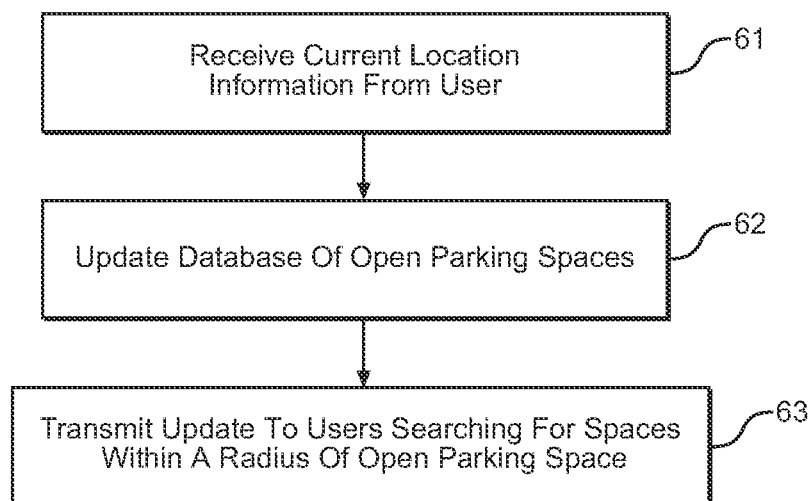 Receive Current Location
Information From User
61
Update Database Of Open Parking Spaces
62
Transmit Update To Users Searching For Spaces
Within A Radius Of Open Parking Space
63